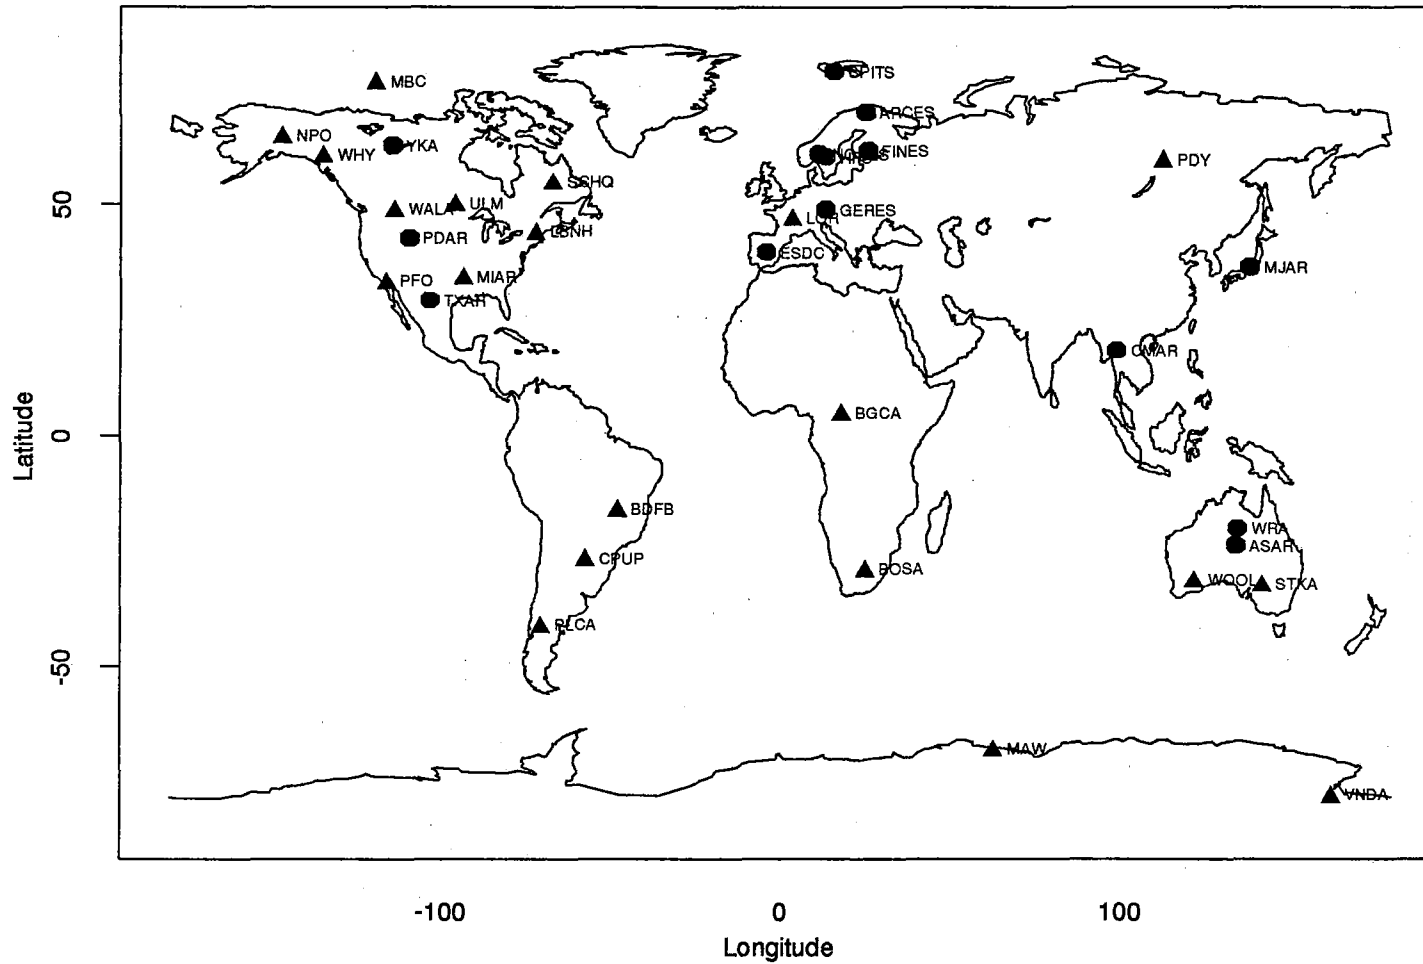 MBC
SPITS
ARCES
NPO
WHY
YKA
FINES
PDY
SCHQ
50
WALA
ULM
GERES
LOR
LBNH
PDAR
ESDC
MJAR
PFO
MIAR
TXAR
CMAR
BGCA
0
Latitude
BDFB
WRA
ASAR
CPUP
BOSA
WOOL
STKA
PLCA
-50
MAW
VNDA
-100
0
100
Longitude